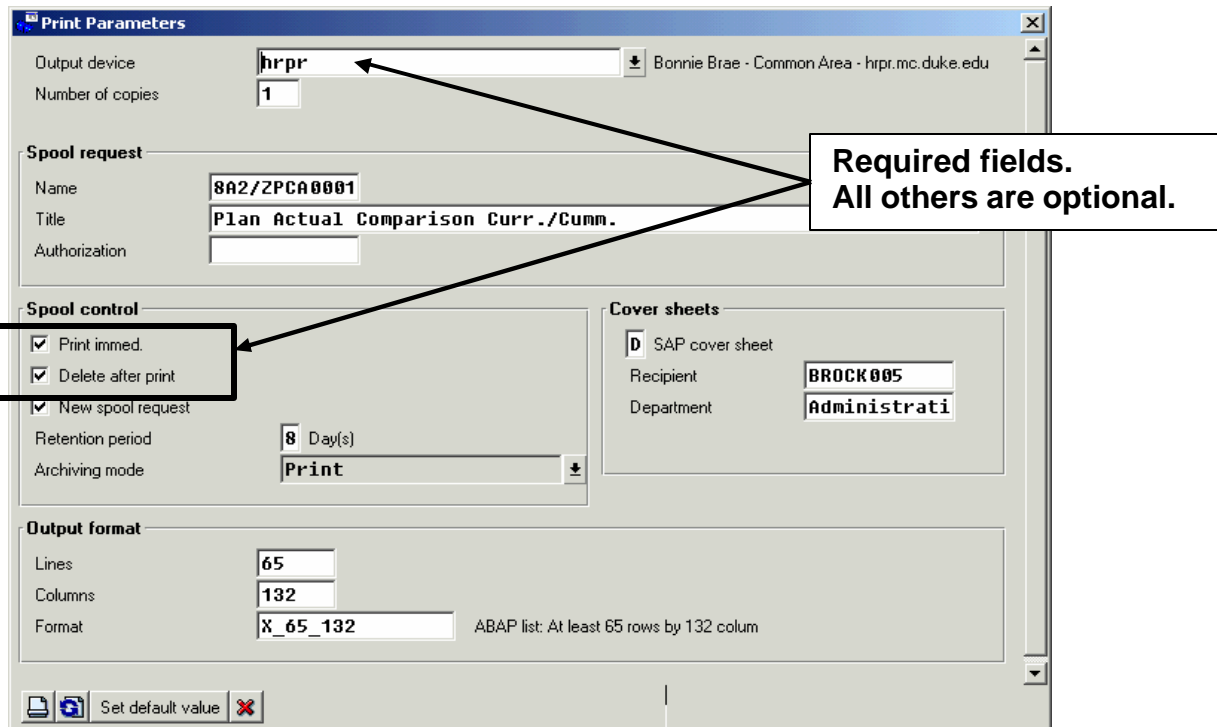 Print Parameters
Output device hrpr Bonnie Brae - Common Area - hrpr.mc.duke.edu
Number of copies 1
Required fields.
All others are optional.
Spool request
Name 8A2/ZPCA0001
Title Plan Actual Comparison Curr./Cumm.
Authorization
Spool control
Print immed.
Delete after print
New spool request
Retention period 8 Day(s)
Archiving mode Print
Cover sheets
D SAP cover sheet
Recipient BROCK005
Department Administrati
Output format
Lines 65
Columns 132
Format X_65_132 ABAP list: At least 65 rows by 132 colum
Set default value